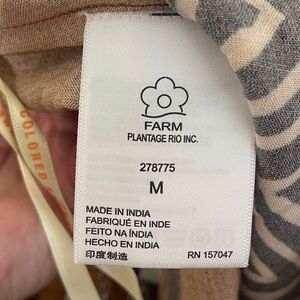 COLORED
FARM
PLANTAGE RIO INC.
278775
M
MADE IN INDIA
FABRIQUÉ EN INDE
FEITO NA ÍNDIA
HECHO EN INDIA
印度制造
RN 157047